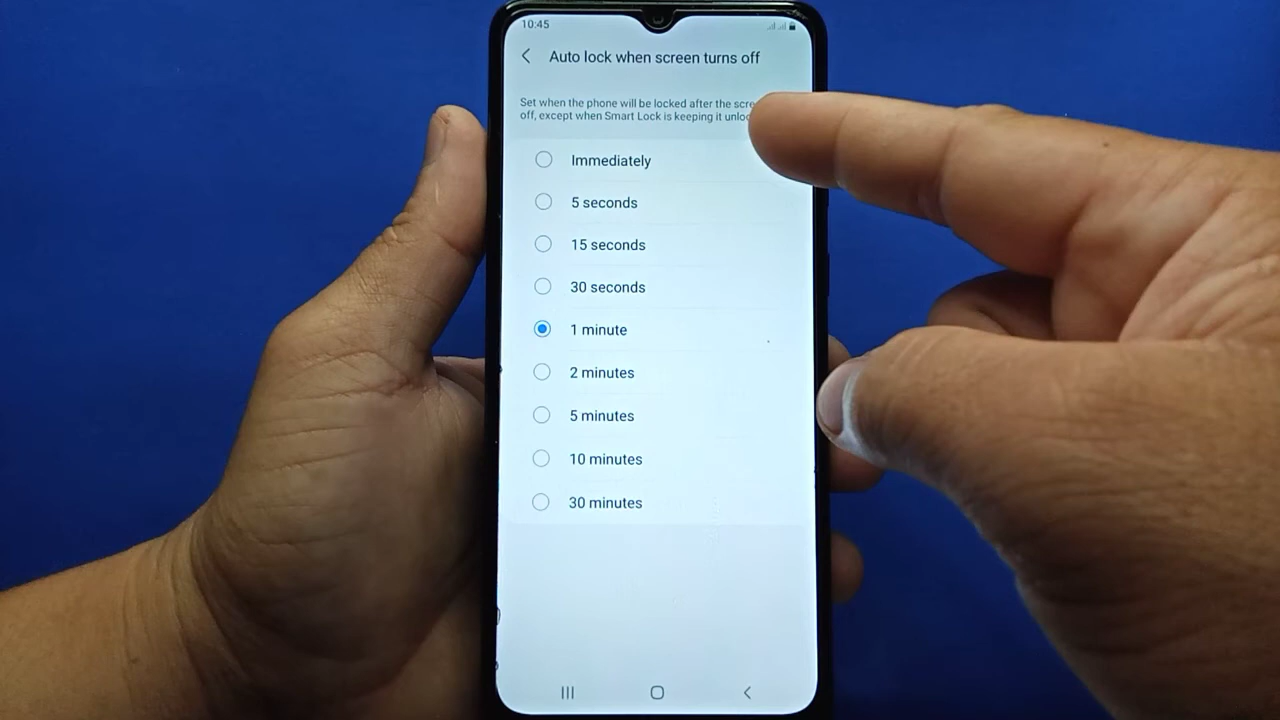 10:45
Auto lock when screen turns off
Set when the phone will be locked after the
off, except when Smart Lock is keeping it
Immediately
5 seconds
15 seconds
30 seconds
1 minute
2 minutes
5 minutes
10 minutes
30 minutes